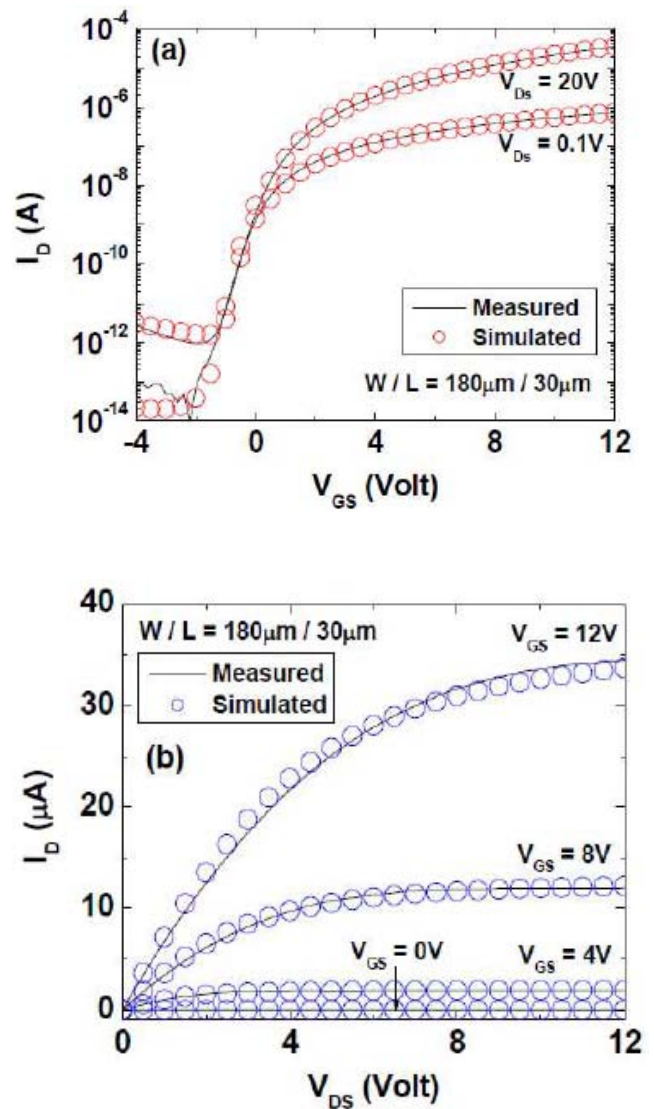 (a)
10⁻⁴
10⁻⁶
10⁻⁸
10⁻¹⁰
10⁻¹²
10⁻¹⁴
I_D (A)
V_Ds = 20V
V_Ds = 0.1V
Measured
Simulated
W / L = 180μm / 30μm
-4 0 4 8 12
V_GS (Volt)
40
30
20
10
0
I_D (μA)
W / L = 180μm / 30μm
Measured
Simulated
(b)
V_GS = 12V
V_GS = 8V
V_GS = 0V
V_GS = 4V
0 4 8 12
V_DS (Volt)